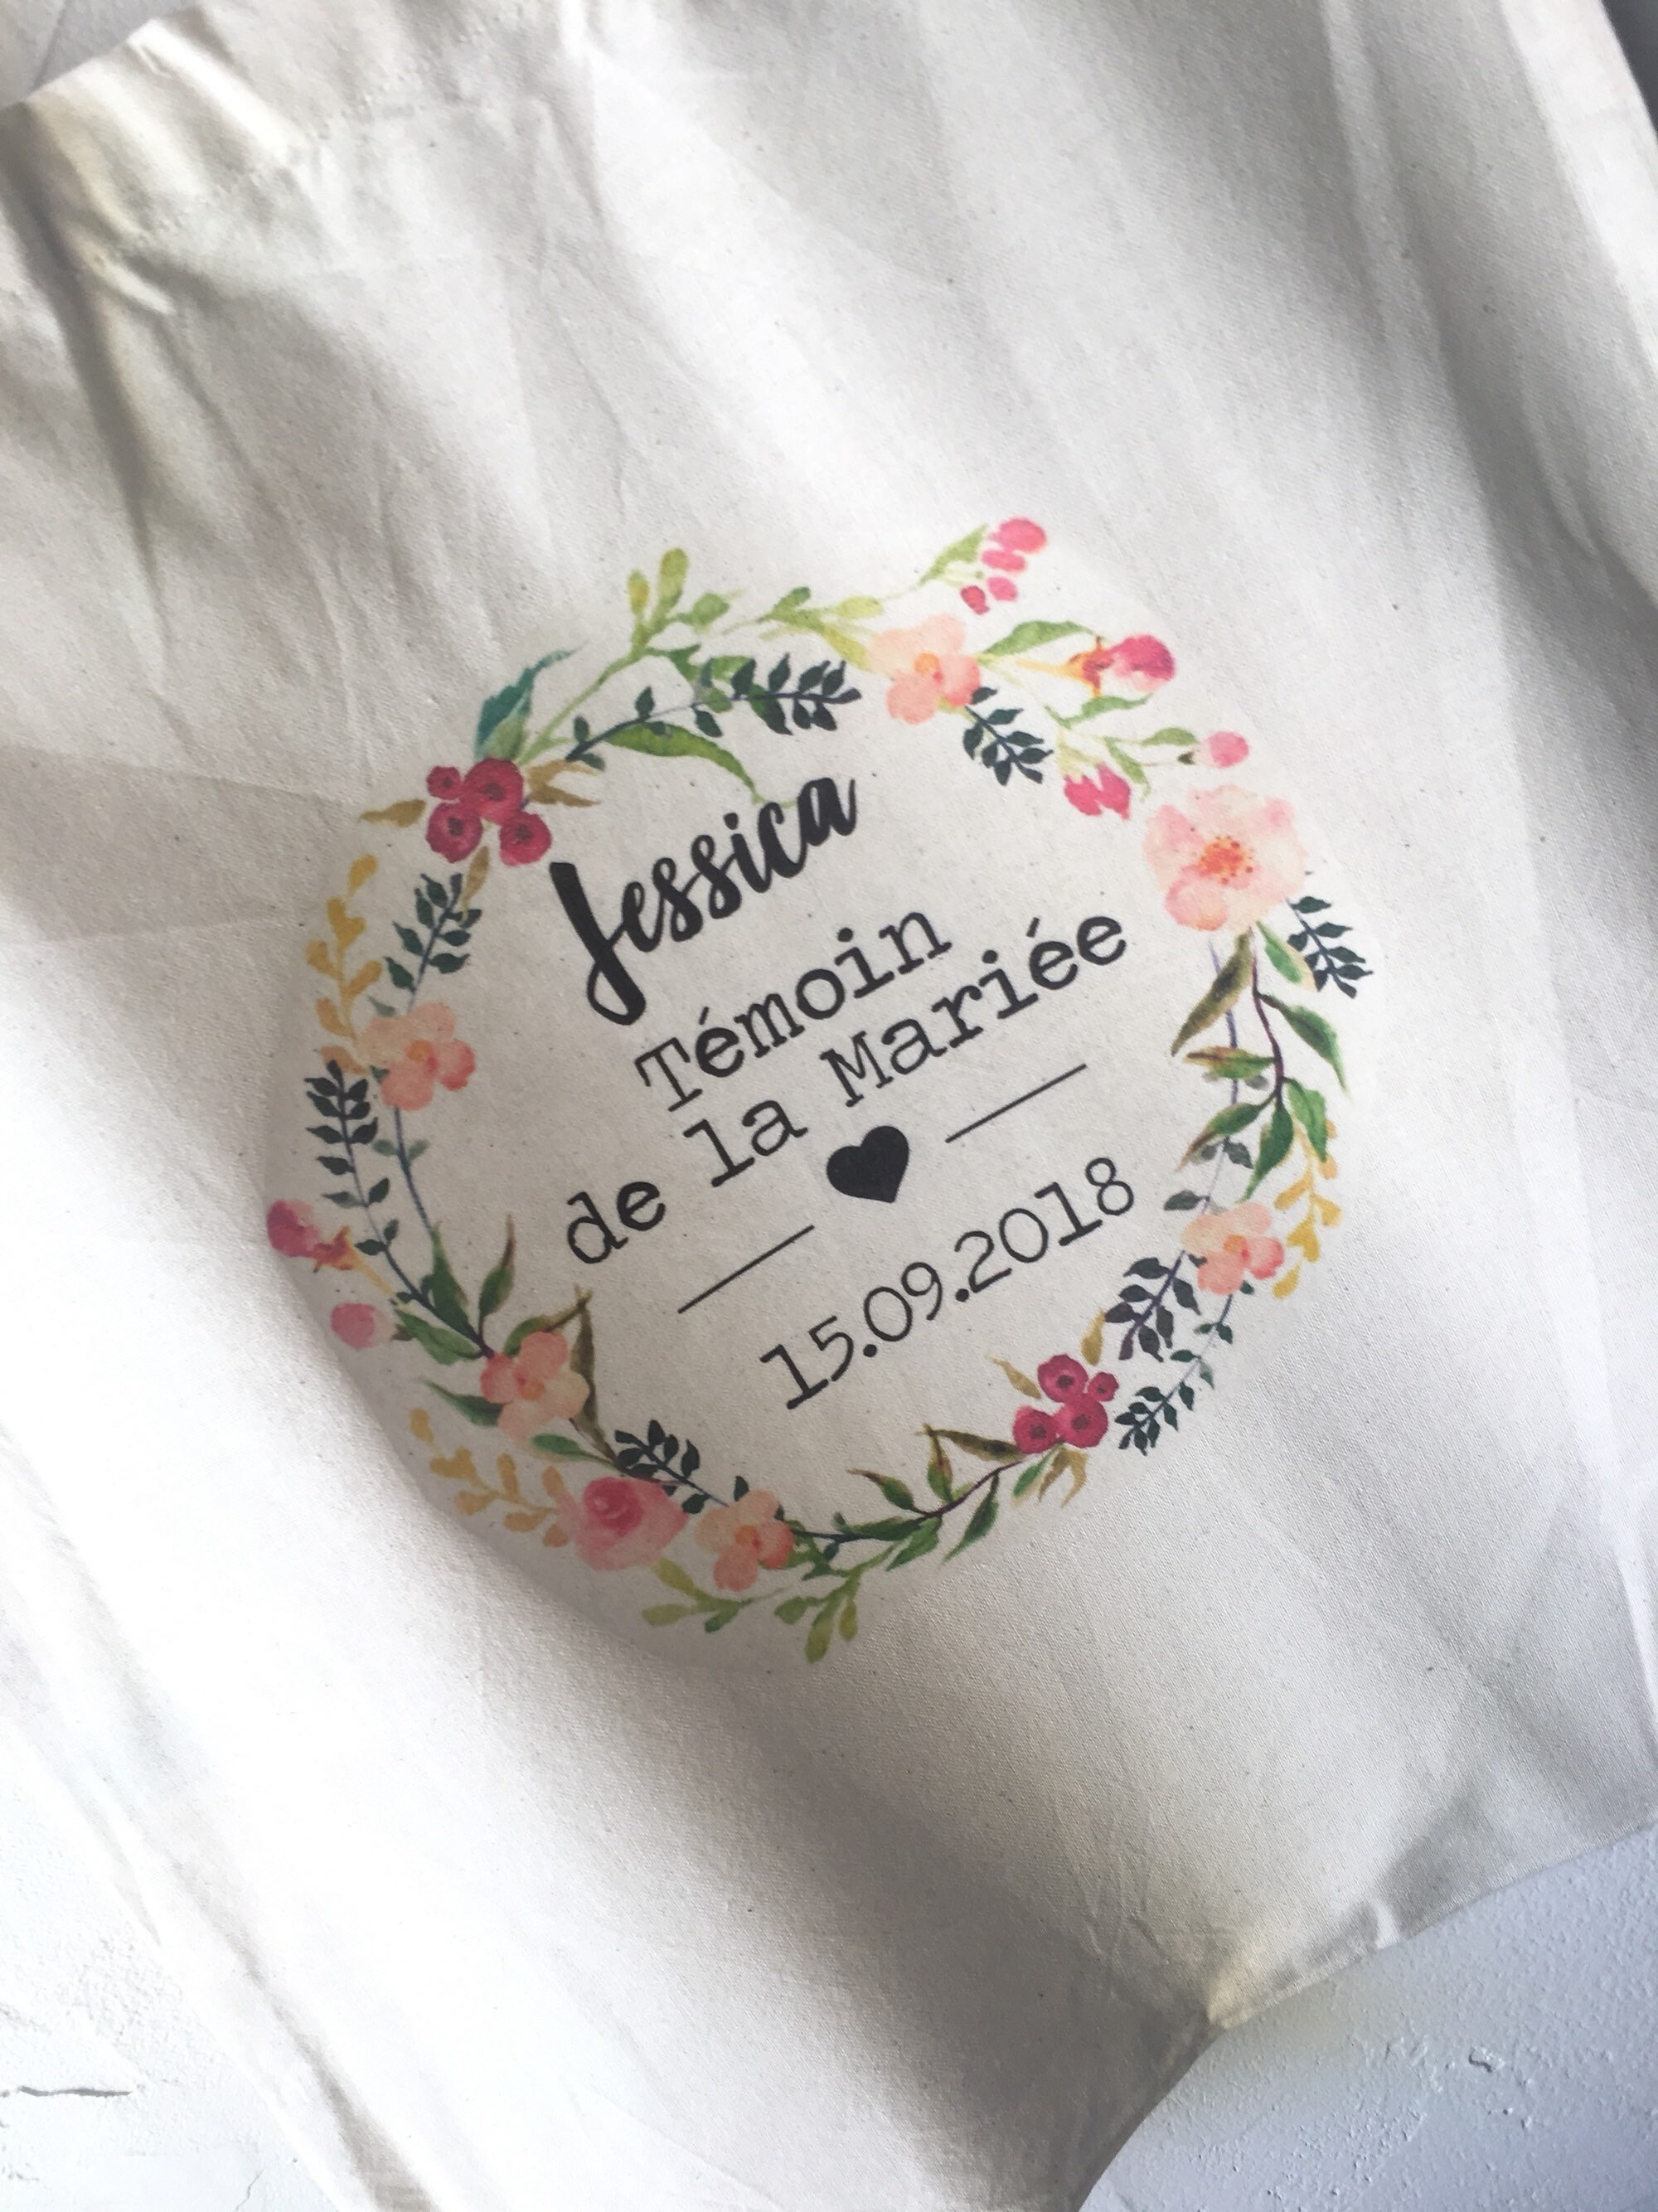 Jessica
Témoin
de la Mariée
15.09.2018